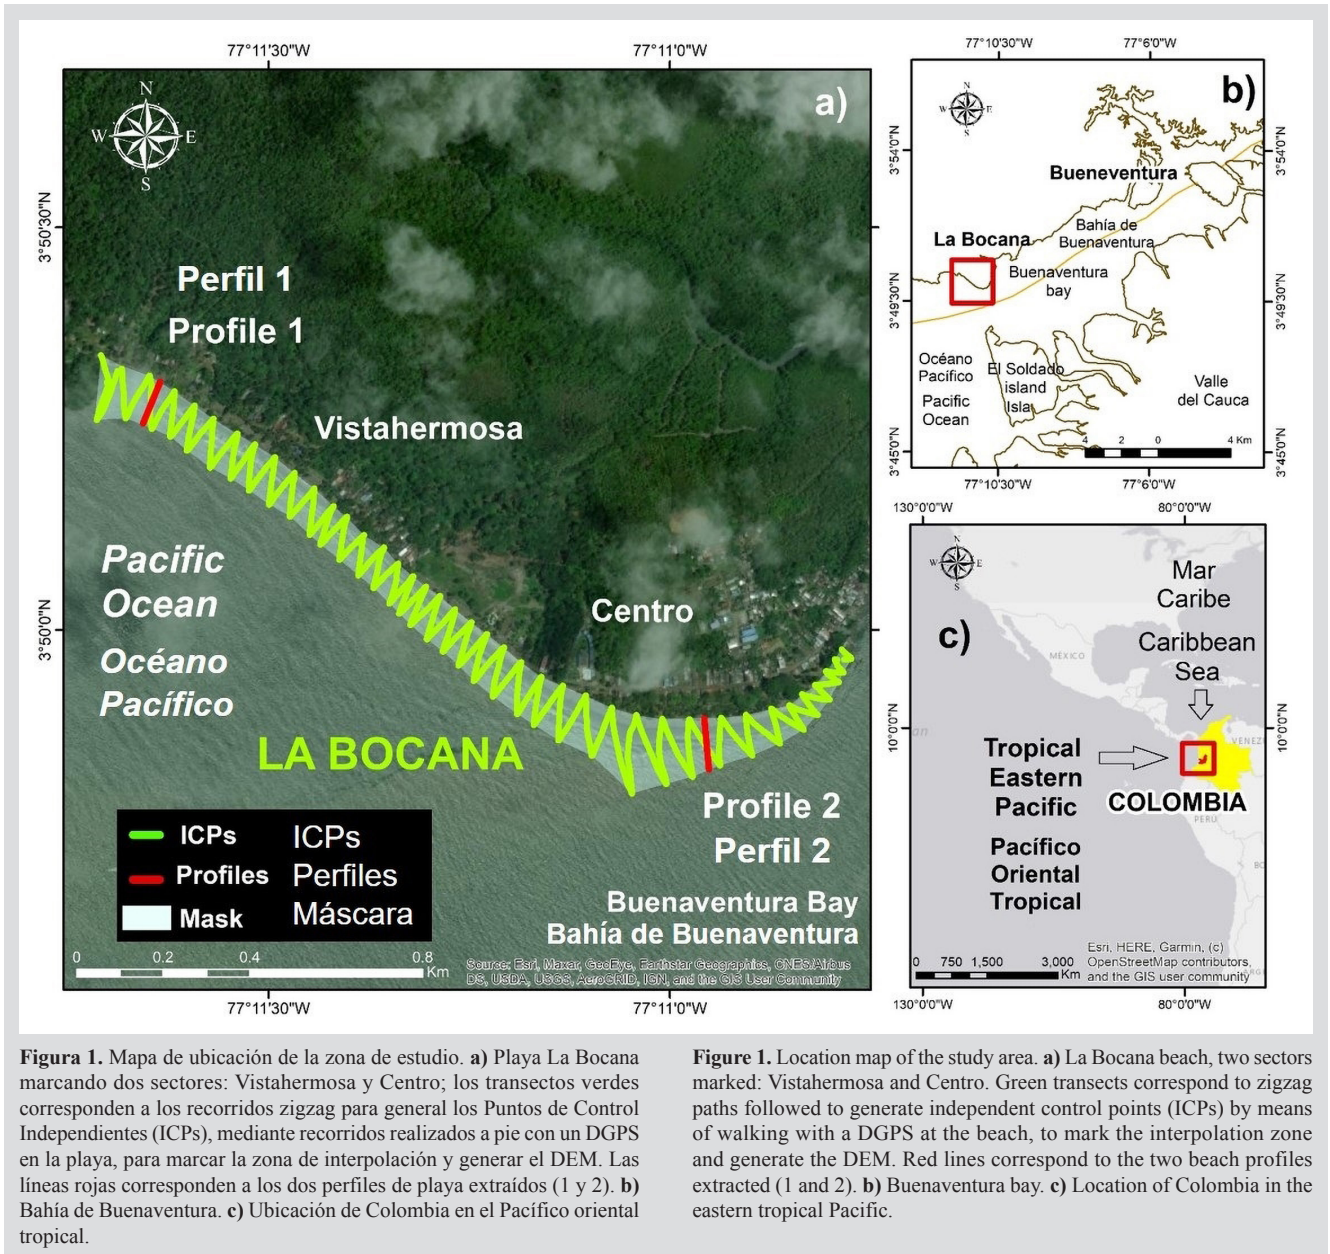 77°11'30"W
77°11'0"W
a)
N
W
E
S
3°50'30"N
Perfil 1
Profile 1
Vistahermosa
Pacific
Ocean
Centro
3°50'0"N
Océano
Pacífico
LA BOCANA
Profile 2
Perfil 2
ICPs ICPs
Profiles Perfiles
Mask Máscara
Buenaventura Bay
Bahía de Buenaventura
0 0.2 0.4 0.8
Km
Source: Esri, Maxar, GeoEye, Earthstar Geographics, CNES/Airbus
DS, USDA, USGS, AeroGRID, IGN, and the GIS User Community
77°11'30"W
77°11'0"W
77°10'30"W
77°6'0"W
b)
N
W
E
S
3°54'0"N
3°54'0"N
Bueneventura
Bahía de
Buenaventura
La Bocana
Buenaventura
bay
3°49'30"N
3°49'30"N
Océano
Pacífico
Pacific
Ocean
El Soldado
island
Isla
Valle
del Cauca
4 2 0 4 Km
3°45'0"N
3°45'0"N
77°10'30"W
77°6'0"W
130°0'0"W
80°0'0"W
N
W
E
S
c)
Mar
Caribe
Caribbean
Sea
MÉXICO
10°0'0"N
10°0'0"N
VENEZ
Tropical
Eastern
Pacific
COLOMBIA
PERÚ
Pacífico
Oriental
Tropical
BO
Esri, HERE, Garmin, (c)
OpenStreetMap contributors,
and the GIS user community
0 750 1,500 3,000
Km
130°0'0"W
80°0'0"W
Figura 1. Mapa de ubicación de la zona de estudio. a) Playa La Bocana
marcando dos sectores: Vistahermosa y Centro; los transectos verdes
corresponden a los recorridos zigzag para general los Puntos de Control
Independientes (ICPs), mediante recorridos realizados a pie con un DGPS
en la playa, para marcar la zona de interpolación y generar el DEM. Las
líneas rojas corresponden a los dos perfiles de playa extraídos (1 y 2). b)
Bahía de Buenaventura. c) Ubicación de Colombia en el Pacífico oriental
tropical.
Figure 1. Location map of the study area. a) La Bocana beach, two sectors
marked: Vistahermosa and Centro. Green transects correspond to zigzag
paths followed to generate independent control points (ICPs) by means
of walking with a DGPS at the beach, to mark the interpolation zone
and generate the DEM. Red lines correspond to the two beach profiles
extracted (1 and 2). b) Buenaventura bay. c) Location of Colombia in the
eastern tropical Pacific.